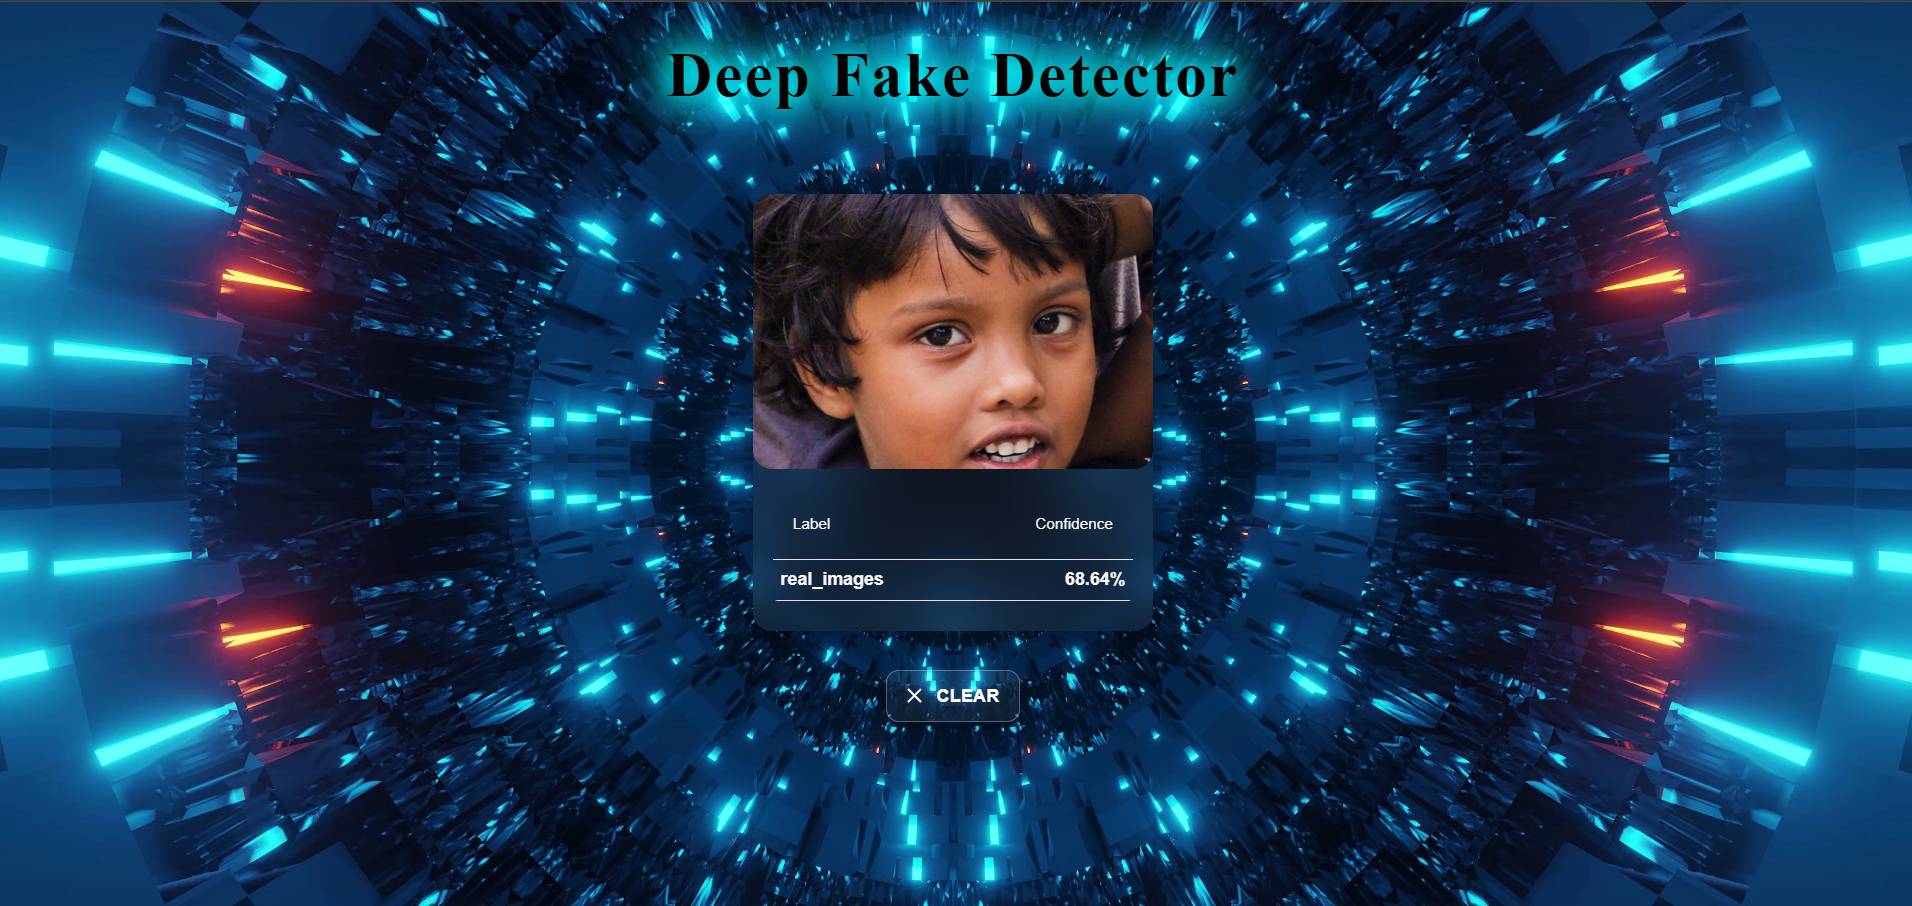 Deep Fake Detector
Label Confidence
real_images 68.64%
CLEAR